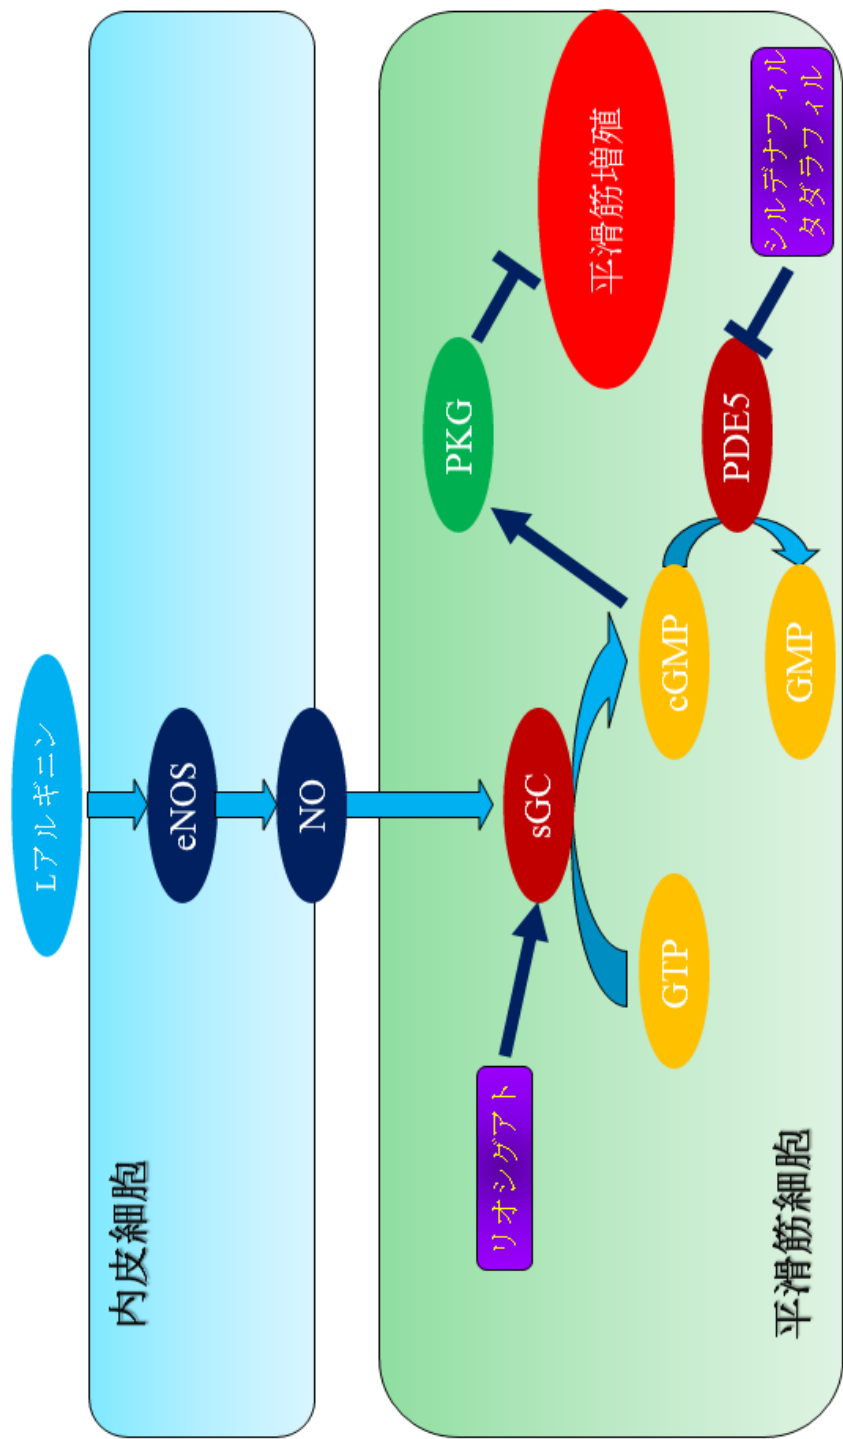 Lアルギニン
内皮細胞
eNOS
NO
リオシグアト
sGC
PKG
平滑筋増殖
GTP
cGMP
PDE5
シルデナフィル
タダラフィル
GMP
平滑筋細胞